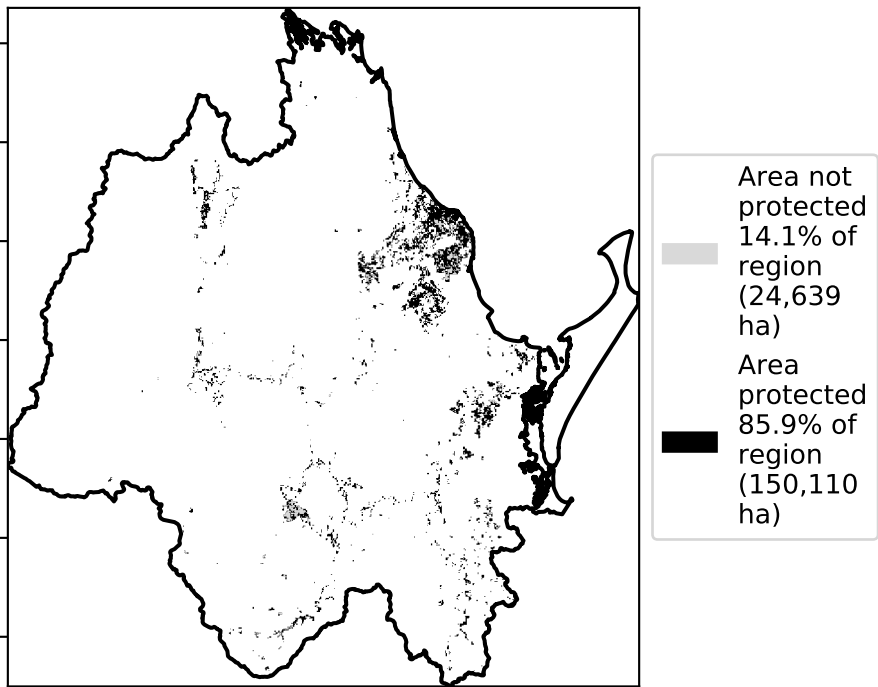 Area not
protected
14.1% of
region
(24,639
ha)
Area
protected
85.9% of
region
(150,110
ha)